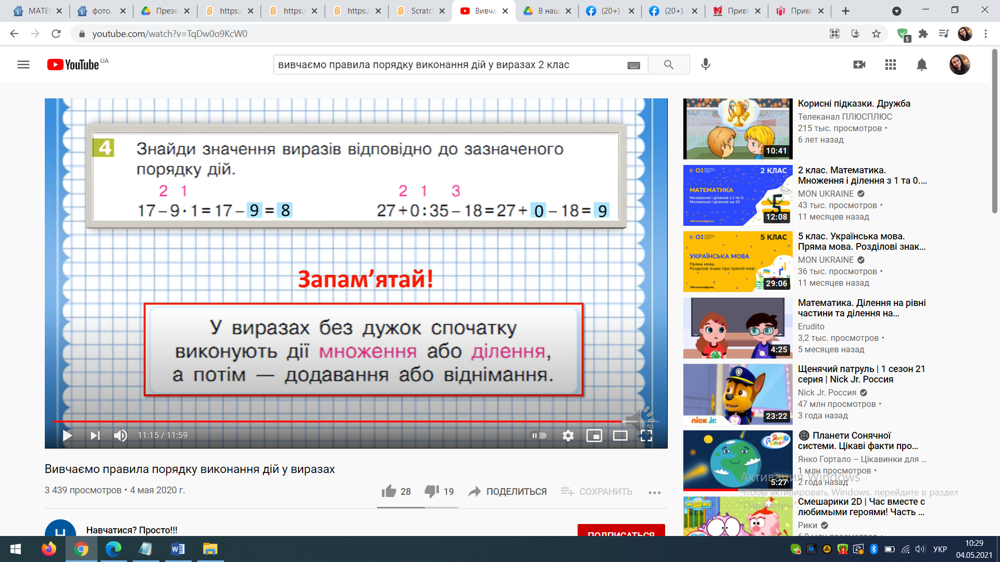 МАТЕМ
фото.
Презе
https:/
https:/
https:/
Scratch
Вивча
В наш
(20+)
(20+)
Приві
Приві
youtube.com/watch?v=TqDw0o9KcW0
5
YouTube UA
вивчаємо правила порядку виконання дій у виразах 2 клас
4 Знайди значення виразів відповідно до зазначеного
порядку дій.
2 1
17 – 9 · 1 = 17 – 9 = 8
2 1 3
27 + 0 : 35 – 18 = 27 + 0 – 18 = 9
Запам’ятай!
У виразах без дужок спочатку
виконують дії множення або ділення,
а потім — додавання або віднімання.
11:15 / 11:59
Вивчаємо правила порядку виконання дій у виразах
3 439 просмотров • 4 мая 2020 г.
28
19
ПОДЕЛИТЬСЯ
СОХРАНИТЬ
Н
Навчатися? Просто!!!
ПОДПИСАТЬСЯ
10:41
Корисні підказки. Дружба
Телеканал ПЛЮСПЛЮС
215 тыс. просмотров •
6 лет назад
2 КЛАС
МАТЕМАТИКА
Множення і ділення з 1 та 0.
Множення і ділення на 10
12:08
2 клас. Математика.
Множення і ділення з 1 та 0....
MON UKRAINE
43 тыс. просмотров •
11 месяцев назад
5 КЛАС
УКРАЇНСЬКА МОВА
Пряма мова.
Розділові знаки при прямій мові
29:06
5 клас. Українська мова.
Пряма мова. Розділові знак...
MON UKRAINE
36 тыс. просмотров •
11 месяцев назад
4:25
Математика. Ділення на рівні
частини та ділення на...
Erudito
3,2 тыс. просмотров •
5 месяцев назад
nick jr.
23:22
Щенячий патруль | 1 сезон 21
серия | Nick Jr. Россия
Nick Jr. Россия
47 млн просмотров •
3 года назад
Янко Гортало
5:27
Планети Сонячної
системи. Цікаві факти про...
Янко Гортало – Цікавинки для ...
1 млн просмотров •
2 года назад
Активация Windows
Чтобы активировать Windows, перейдите в раздел
"Параметры".
СМЕШАРИКИ
Смешарики 2D | Час вместе с
любимыми героями! Часть ...
Рики
УКР
10:29
04.05.2021